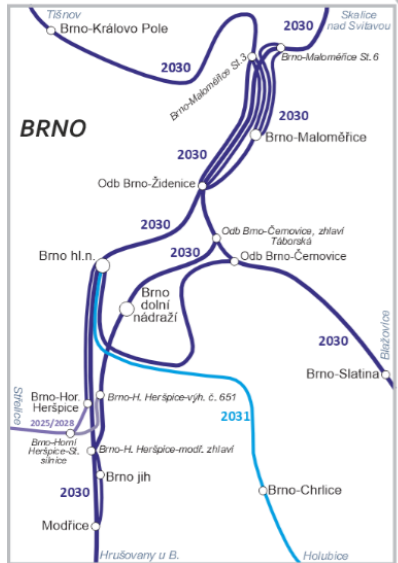 Tišnov
Skalice
nad Svitavou
Brno-Královo Pole
2030
2030
Brno-Maloměřice St.3
Brno-Maloměřice St.6
2030
BRNO
Brno-Maloměřice
2030
Odb Brno-Židenice
2030
Odb Brno-Černovice, zhlaví
Táborská
2030
Brno hl.n.
Odb Brno-Černovice
Brno
dolní
nádraží
2030
Blažovice
Brno-Slatina
Střelice
Brno-Hor.
Heršpice
Brno-H. Heršpice-výh. č. 651
2031
2025/2028
Brno-Horní
Heršpice-St.
silnice
Brno-H. Heršpice-modř. zhlaví
Brno jih
2030
Brno-Chrlice
Modřice
Hrušovany u B.
Holubice